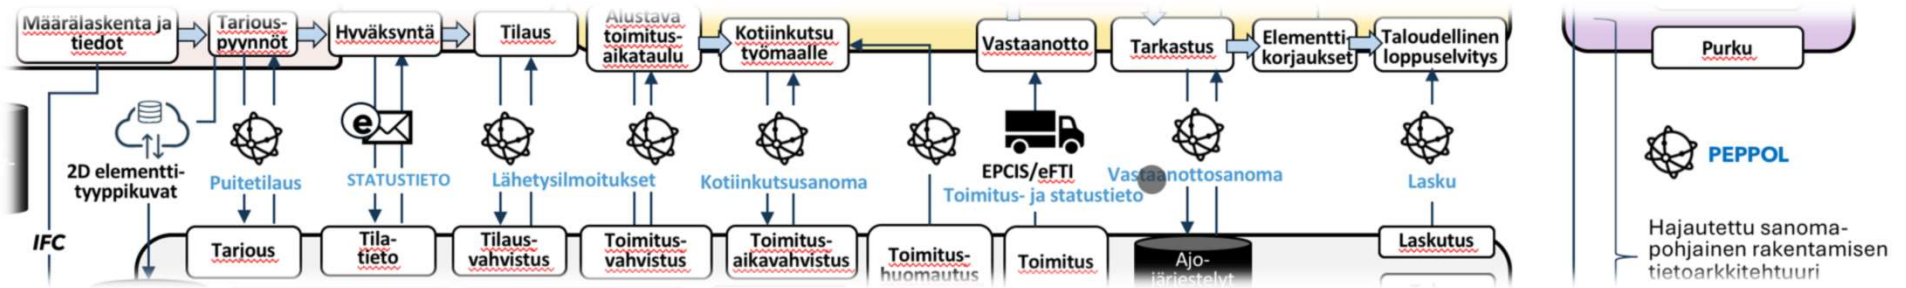 Määrälaskenta ja
tiedot
Tarjous-
pyynnöt
Hyväksyntä
Tilaus
Alustava
toimitus-
aikataulu
Kotiinkutsu
työmaalle
Vastaanotto
Tarkastus
Elementti-
korjaukset
Taloudellinen
loppuselvitys
Purku
2D elementti-
tyyppikuvat
Puitetilaus
e
STATUSTIETO
Lähetysilmoitukset
Kotiinkutsusanoma
EPCIS/eFTI
Toimitus- ja statustieto
Vastaanottosanoma
Lasku
PEPPOL
IFC
Tarjous
Tila-
tieto
Tilaus-
vahvistus
Toimitus-
vahvistus
Toimitus-
aikavahvistus
Toimitus-
huomautus
Toimitus
Ajo-
järjestelyt
Laskutus
Hajautettu sanoma-
pohjainen rakentamisen
tietoarkkitehtuuri